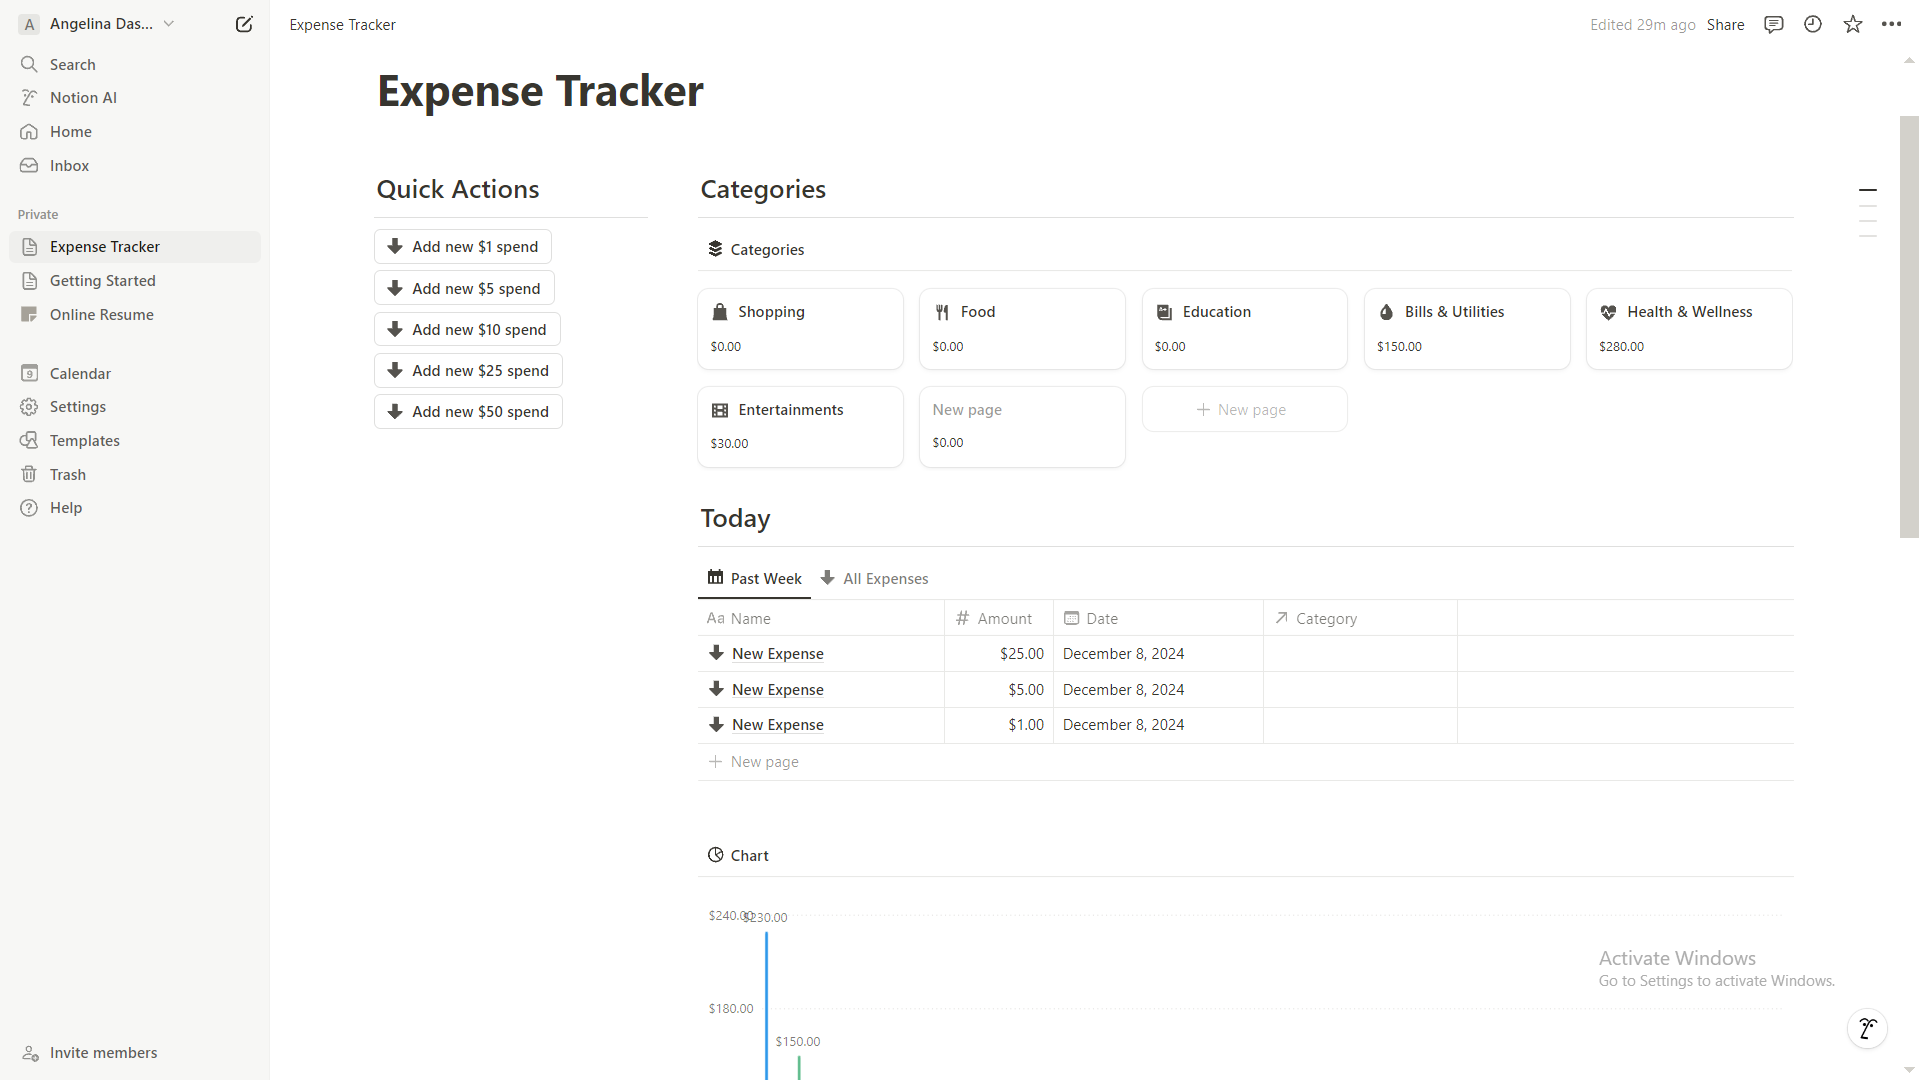 A Angelina Das...
Search
Notion AI
Home
Inbox
Private
Expense Tracker
Getting Started
Online Resume
9 Calendar
Settings
Templates
Trash
Help
Invite members
Expense Tracker
Edited 29m ago Share
Expense Tracker
Quick Actions
Add new $1 spend
Add new $5 spend
Add new $10 spend
Add new $25 spend
Add new $50 spend
Categories
Categories
Shopping
$0.00
Food
$0.00
Education
$0.00
Bills & Utilities
$150.00
Health & Wellness
$280.00
Entertainments
$30.00
New page
$0.00
+ New page
Today
Past Week All Expenses
Aa Name # Amount Date Category
New Expense $25.00 December 8, 2024
New Expense $5.00 December 8, 2024
New Expense $1.00 December 8, 2024
+ New page
Chart
$240.00
$230.00
$180.00
$150.00
Activate Windows
Go to Settings to activate Windows.